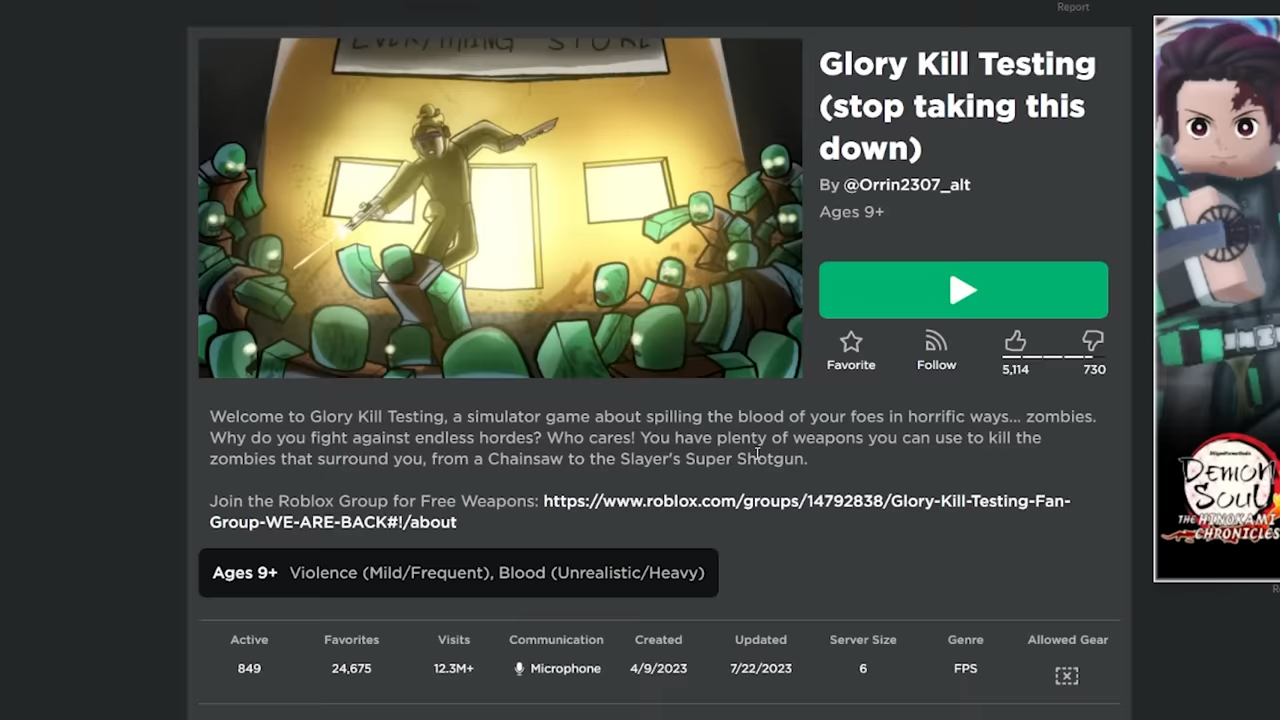 Report
EVERYTHING STORE
Glory Kill Testing
(stop taking this
down)
By @Orrin2307_alt
Ages 9+
Favorite
Follow
5,114
730
Welcome to Glory Kill Testing, a simulator game about spilling the blood of your foes in horrific ways... zombies.
Why do you fight against endless hordes? Who cares! You have plenty of weapons you can use to kill the
zombies that surround you, from a Chainsaw to the Slayer's Super Shotgun.
Join the Roblox Group for Free Weapons: https://www.roblox.com/groups/14792838/Glory-Kill-Testing-Fan-
Group-WE-ARE-BACK#!/about
Ages 9+ Violence (Mild/Frequent), Blood (Unrealistic/Heavy)
Active Favorites Visits Communication Created Updated Server Size Genre Allowed Gear
849 24,675 12.3M+ Microphone 4/9/2023 7/22/2023 6 FPS
DEMON
SOUL
THE HINOKAMI
CHRONICLES